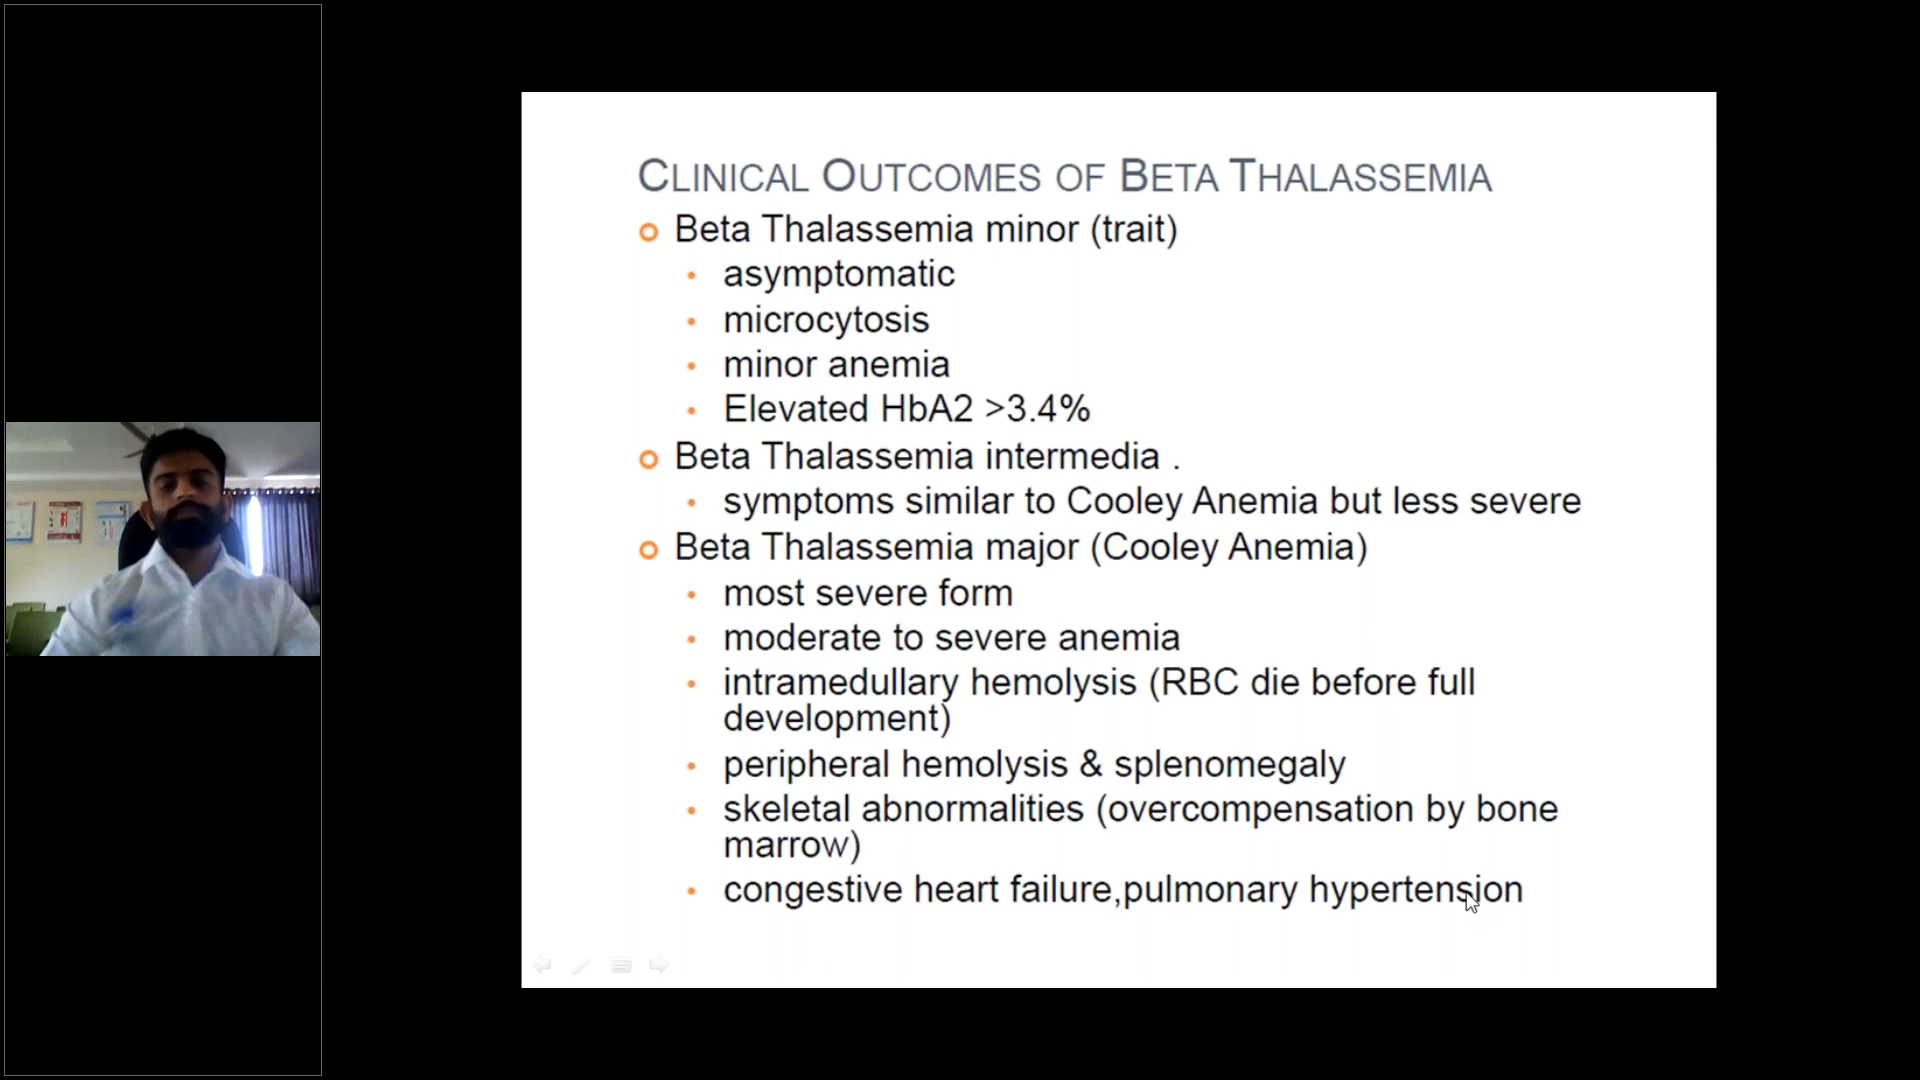 CLINICAL OUTCOMES OF BETA THALASSEMIA
Beta Thalassemia minor (trait)
asymptomatic
microcytosis
minor anemia
Elevated HbA2 >3.4%
Beta Thalassemia intermedia .
symptoms similar to Cooley Anemia but less severe
Beta Thalassemia major (Cooley Anemia)
most severe form
moderate to severe anemia
intramedullary hemolysis (RBC die before full
development)
peripheral hemolysis & splenomegaly
skeletal abnormalities (overcompensation by bone
marrow)
congestive heart failure,pulmonary hypertension